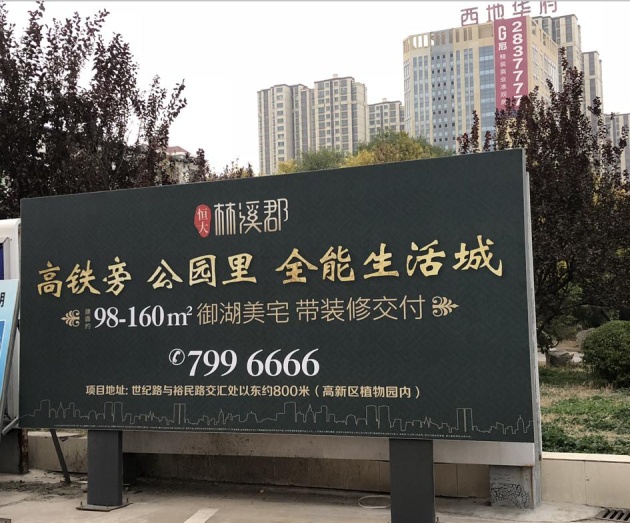 西地华府
283777
G座
恒大 林溪郡
高铁旁 公园里 全能生活城
建面约 98-160m² 御湖美宅 带装修交付
✆799 6666
项目地址: 世纪路与裕民路交汇处以东约800米（高新区植物园内）